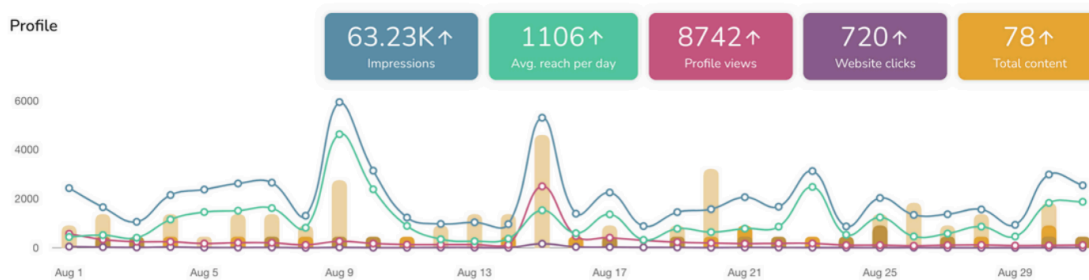 Profile
63.23K↑
Impressions
1106↑
Avg. reach per day
8742↑
Profile views
720↑
Website clicks
78↑
Total content
6000
4000
2000
0
Aug 1 Aug 5 Aug 9 Aug 13 Aug 17 Aug 21 Aug 25 Aug 29